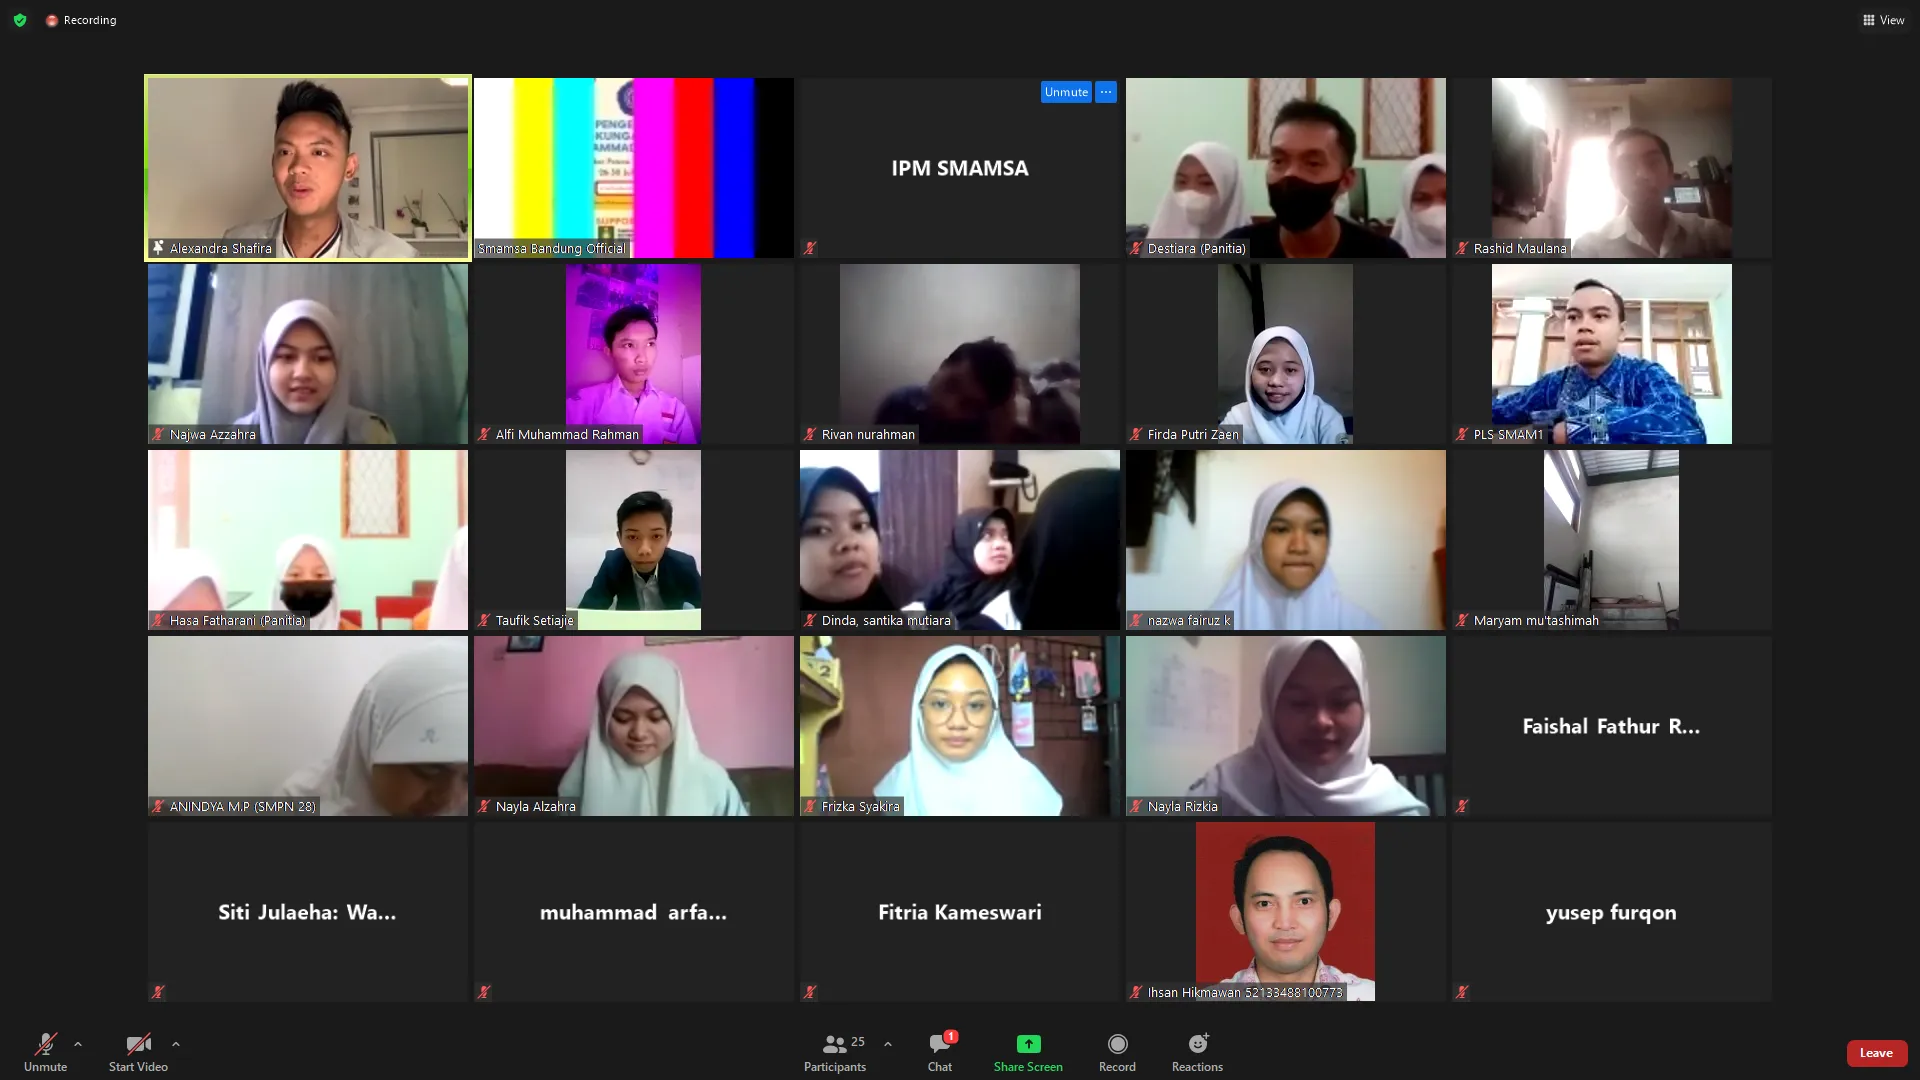 Recording
View
Alexandra Shafira
SUPPO
Smamsa Bandung Official
Unmute
IPM SMAMSA
Destiara (Panitia)
Rashid Maulana
Najwa Azzahra
Alfi Muhammad Rahman
Rivan nurahman
Firda Putri Zaen
PLS SMAM1
Hasa Fatharani (Panitia)
Taufik Setiajie
Dinda, santika mutiara
nazwa fairuz k
Maryam mu'tashimah
ANINDYA M.P (SMPN 28)
Nayla Alzahra
2
Frizka Syakira
Nayla Rizkia
Faishal Fathur R...
Siti Julaeha: Wa...
muhammad arfa...
Fitria Kameswari
Ihsan Hikmawan 52133488100773
yusep furqon
Unmute
Start Video
25
Participants
1
Chat
Share Screen
Record
Reactions
Leave